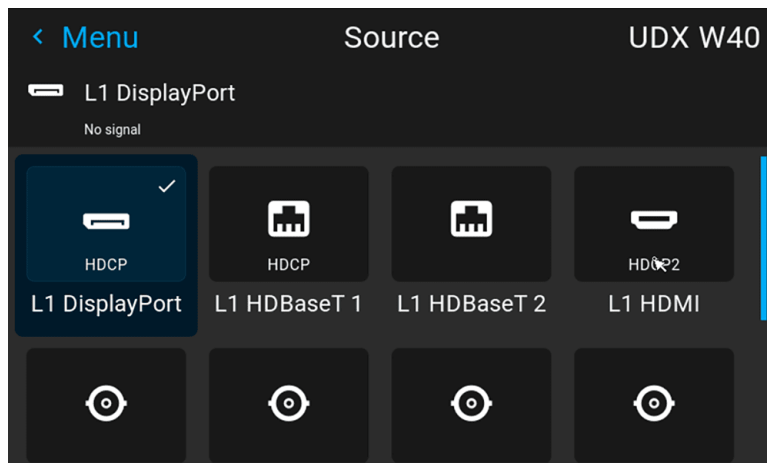 Menu
Source
UDX W40
L1 DisplayPort
No signal
HDCP
HDCP
HDCP2
L1 DisplayPort
L1 HDBaseT 1
L1 HDBaseT 2
L1 HDMI